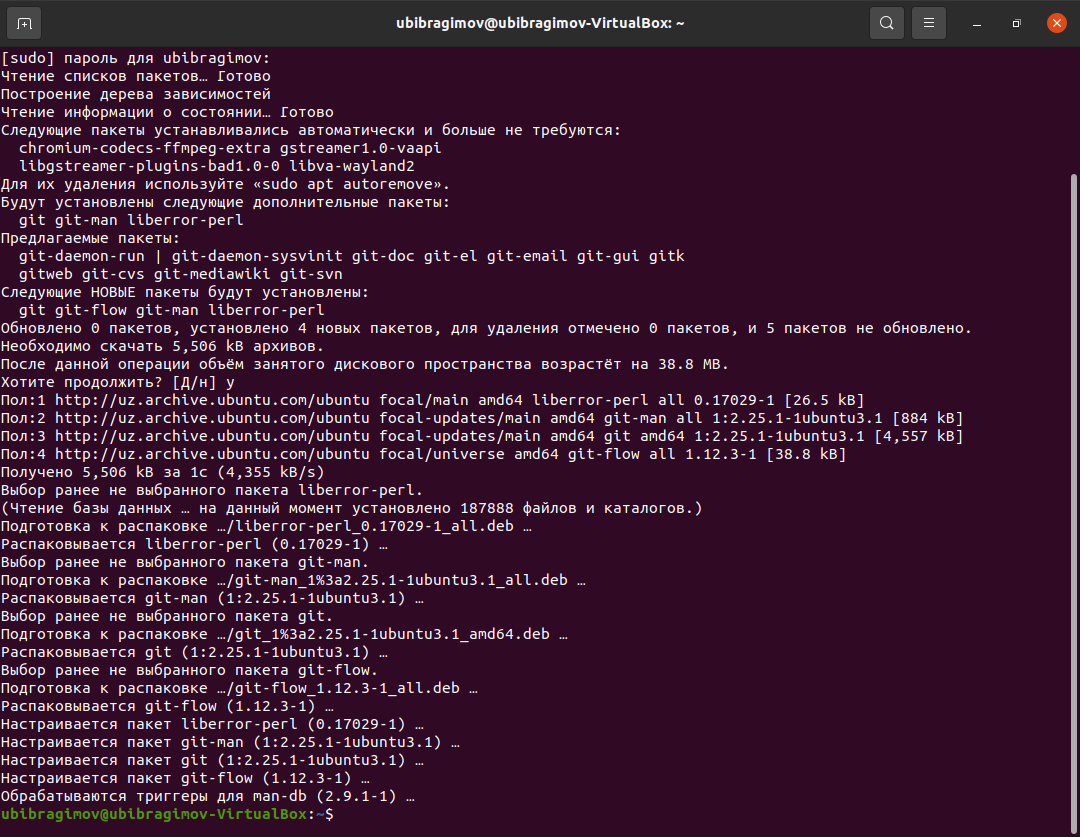 ubibragimov@ubibragimov-VirtualBox: ~
[sudo] пароль для ubibragimov:
Чтение списков пакетов… Готово
Построение дерева зависимостей
Чтение информации о состоянии… Готово
Следующие пакеты устанавливались автоматически и больше не требуются:
  chromium-codecs-ffmpeg-extra gstreamer1.0-vaapi
  libgstreamer-plugins-bad1.0-0 libva-wayland2
Для их удаления используйте «sudo apt autoremove».
Будут установлены следующие дополнительные пакеты:
  git git-man liberror-perl
Предлагаемые пакеты:
  git-daemon-run | git-daemon-sysvinit git-doc git-el git-email git-gui gitk
  gitweb git-cvs git-mediawiki git-svn
Следующие НОВЫЕ пакеты будут установлены:
  git git-flow git-man liberror-perl
Обновлено 0 пакетов, установлено 4 новых пакетов, для удаления отмечено 0 пакетов, и 5 пакетов не обновлено.
Необходимо скачать 5,506 kB архивов.
После данной операции объём занятого дискового пространства возрастёт на 38.8 MB.
Хотите продолжить? [Д/н] y
Пол:1 http://uz.archive.ubuntu.com/ubuntu focal/main amd64 liberror-perl all 0.17029-1 [26.5 kB]
Пол:2 http://uz.archive.ubuntu.com/ubuntu focal-updates/main amd64 git-man all 1:2.25.1-1ubuntu3.1 [884 kB]
Пол:3 http://uz.archive.ubuntu.com/ubuntu focal-updates/main amd64 git amd64 1:2.25.1-1ubuntu3.1 [4,557 kB]
Пол:4 http://uz.archive.ubuntu.com/ubuntu focal/universe amd64 git-flow all 1.12.3-1 [38.8 kB]
Получено 5,506 kB за 1с (4,355 kB/s)
Выбор ранее не выбранного пакета liberror-perl.
(Чтение базы данных … на данный момент установлено 187888 файлов и каталогов.)
Подготовка к распаковке …/liberror-perl_0.17029-1_all.deb …
Распаковывается liberror-perl (0.17029-1) …
Выбор ранее не выбранного пакета git-man.
Подготовка к распаковке …/git-man_1%3a2.25.1-1ubuntu3.1_all.deb …
Распаковывается git-man (1:2.25.1-1ubuntu3.1) …
Выбор ранее не выбранного пакета git.
Подготовка к распаковке …/git_1%3a2.25.1-1ubuntu3.1_amd64.deb …
Распаковывается git (1:2.25.1-1ubuntu3.1) …
Выбор ранее не выбранного пакета git-flow.
Подготовка к распаковке …/git-flow_1.12.3-1_all.deb …
Распаковывается git-flow (1.12.3-1) …
Настраивается пакет liberror-perl (0.17029-1) …
Настраивается пакет git-man (1:2.25.1-1ubuntu3.1) …
Настраивается пакет git (1:2.25.1-1ubuntu3.1) …
Настраивается пакет git-flow (1.12.3-1) …
Обрабатываются триггеры для man-db (2.9.1-1) …
ubibragimov@ubibragimov-VirtualBox:~$